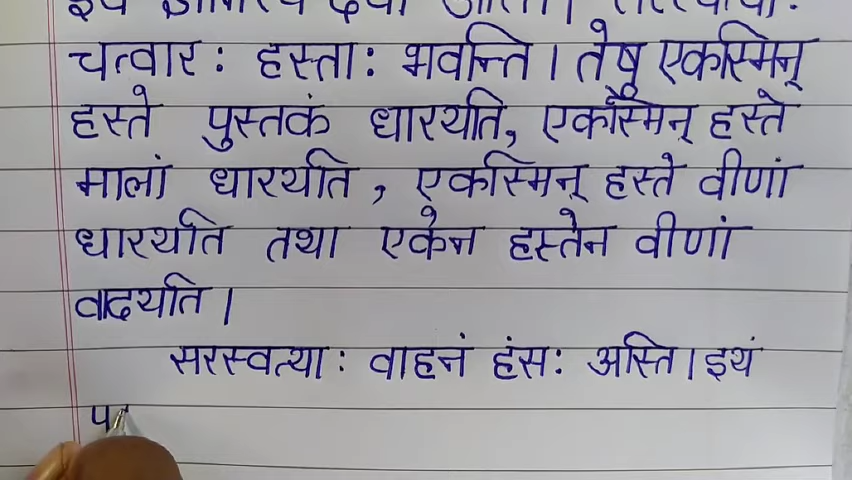 चत्वारः हस्ताः भवन्ति। तेषु एकस्मिन्
हस्ते पुस्तकं धारयति, एकस्मिन् हस्ते
मालां धारयति, एकस्मिन् हस्ते वीणां
धारयति तथा एकेन हस्तेन वीणां
वादयति।
सरस्वत्याः वाहनं हंसः अस्ति। इयं